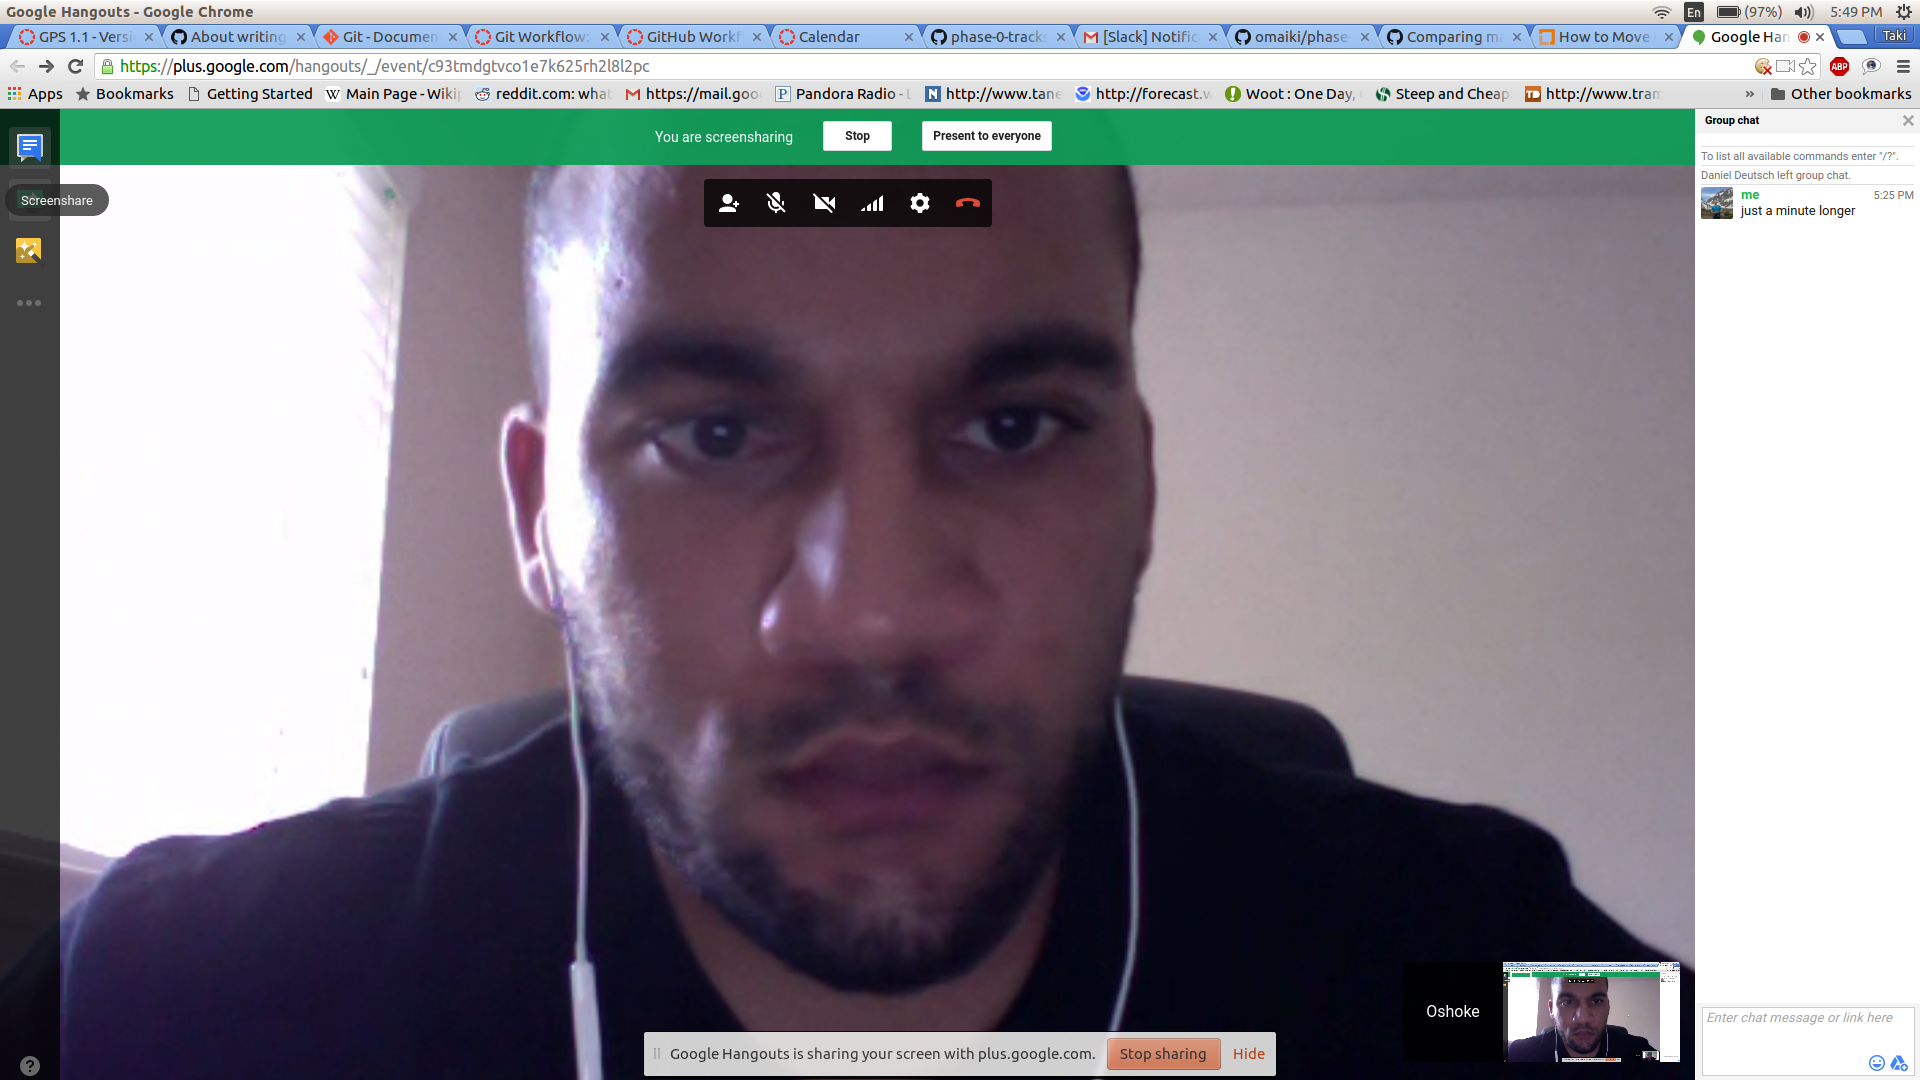 Google Hangouts - Google Chrome
En (97%) 5:49 PM
GPS 1.1 - Versi
About writing
Git - Documen
Git Workflow:
GitHub Workf
Calendar
phase-0-tracks
[Slack] Notific
omaiki/phase-
Comparing m
How to Move
Google Han
Taki
https://plus.google.com/hangouts/_/event/c93tmdgtvco1e7k625rh2l8l2pc
ABP
Apps
Bookmarks
Getting Started
Main Page - Wikip
reddit.com: what
https://mail.goo
Pandora Radio - L
http://www.tane
http://forecast.w
Woot : One Day,
Steep and Cheap
http://www.tram
»
Other bookmarks
You are screensharing
Stop
Present to everyone
Screenshare
Group chat
To list all available commands enter "/?".
Daniel Deutsch left group chat.
me 5:25 PM
just a minute longer
Oshoke
Google Hangouts is sharing your screen with plus.google.com.
Stop sharing
Hide
Enter chat message or link here